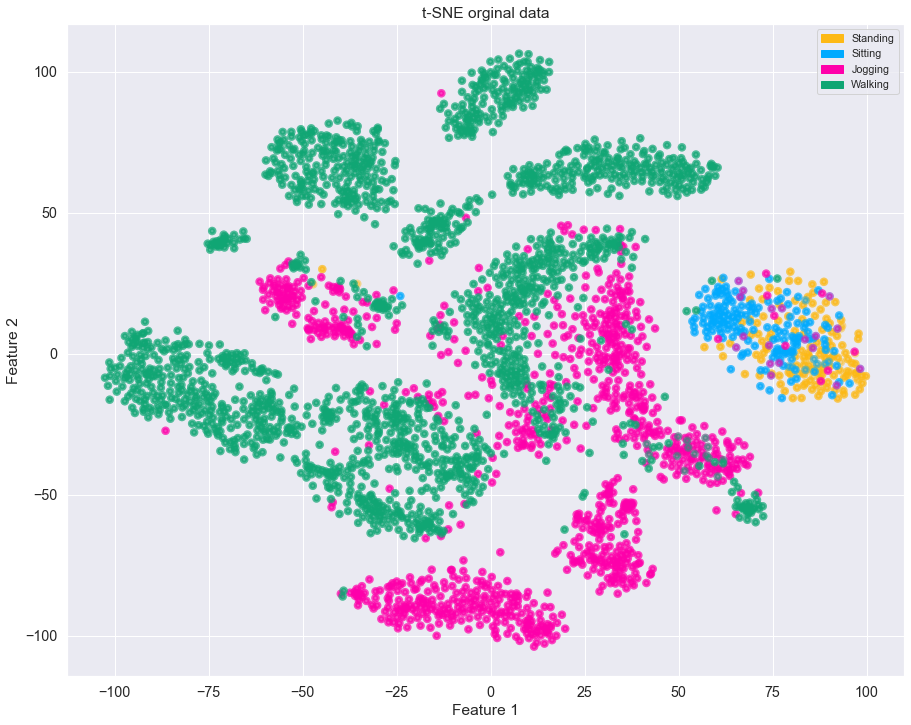 t-SNE orginal data
Standing
Sitting
Jogging
Walking
100
50
0
−50
−100
Feature 2
−100 −75 −50 −25 0 25 50 75 100
Feature 1